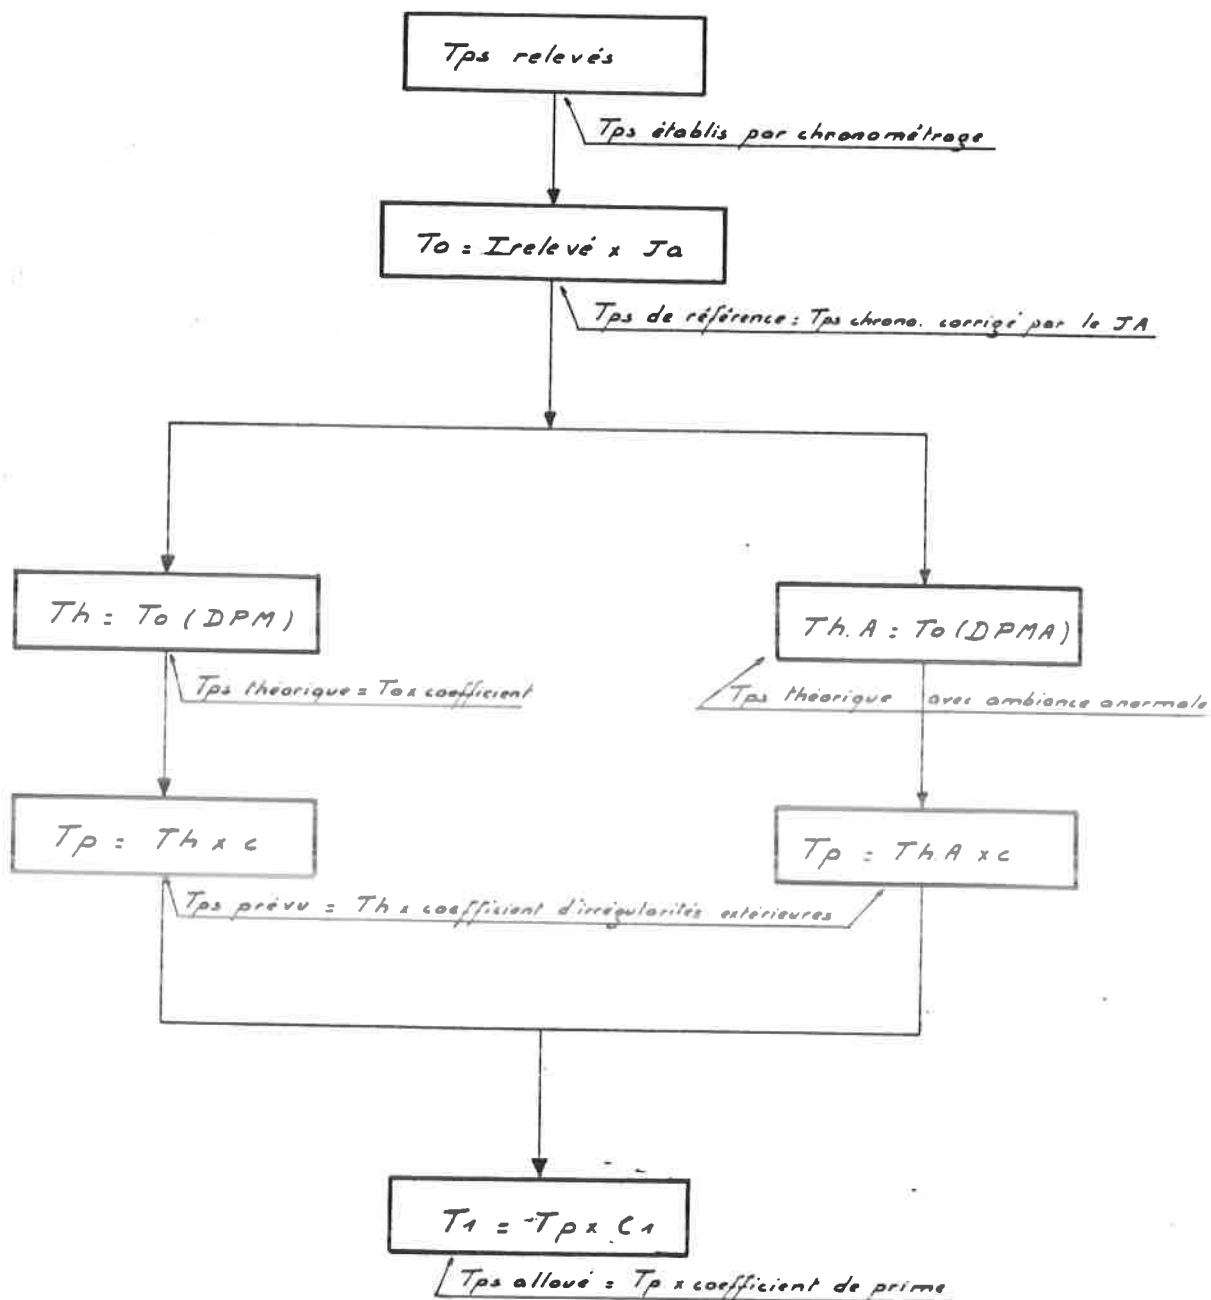 Tps relevés
Tps établis par chronométrage
To = Irelevé x Ja
Tps de référence : Tps chrono. corrigé par le JA
Th = To (DPM)
Th.A = To (DPMA)
Tps théorique = To x coefficient
Tps théorique avec ambiance anormale
Tp = Th x c
Tp = Th.A x c
Tps prévu = Th x coefficient d'irrégularités extérieures
T1 = Tp x C1
Tps alloué = Tp x coefficient de prime